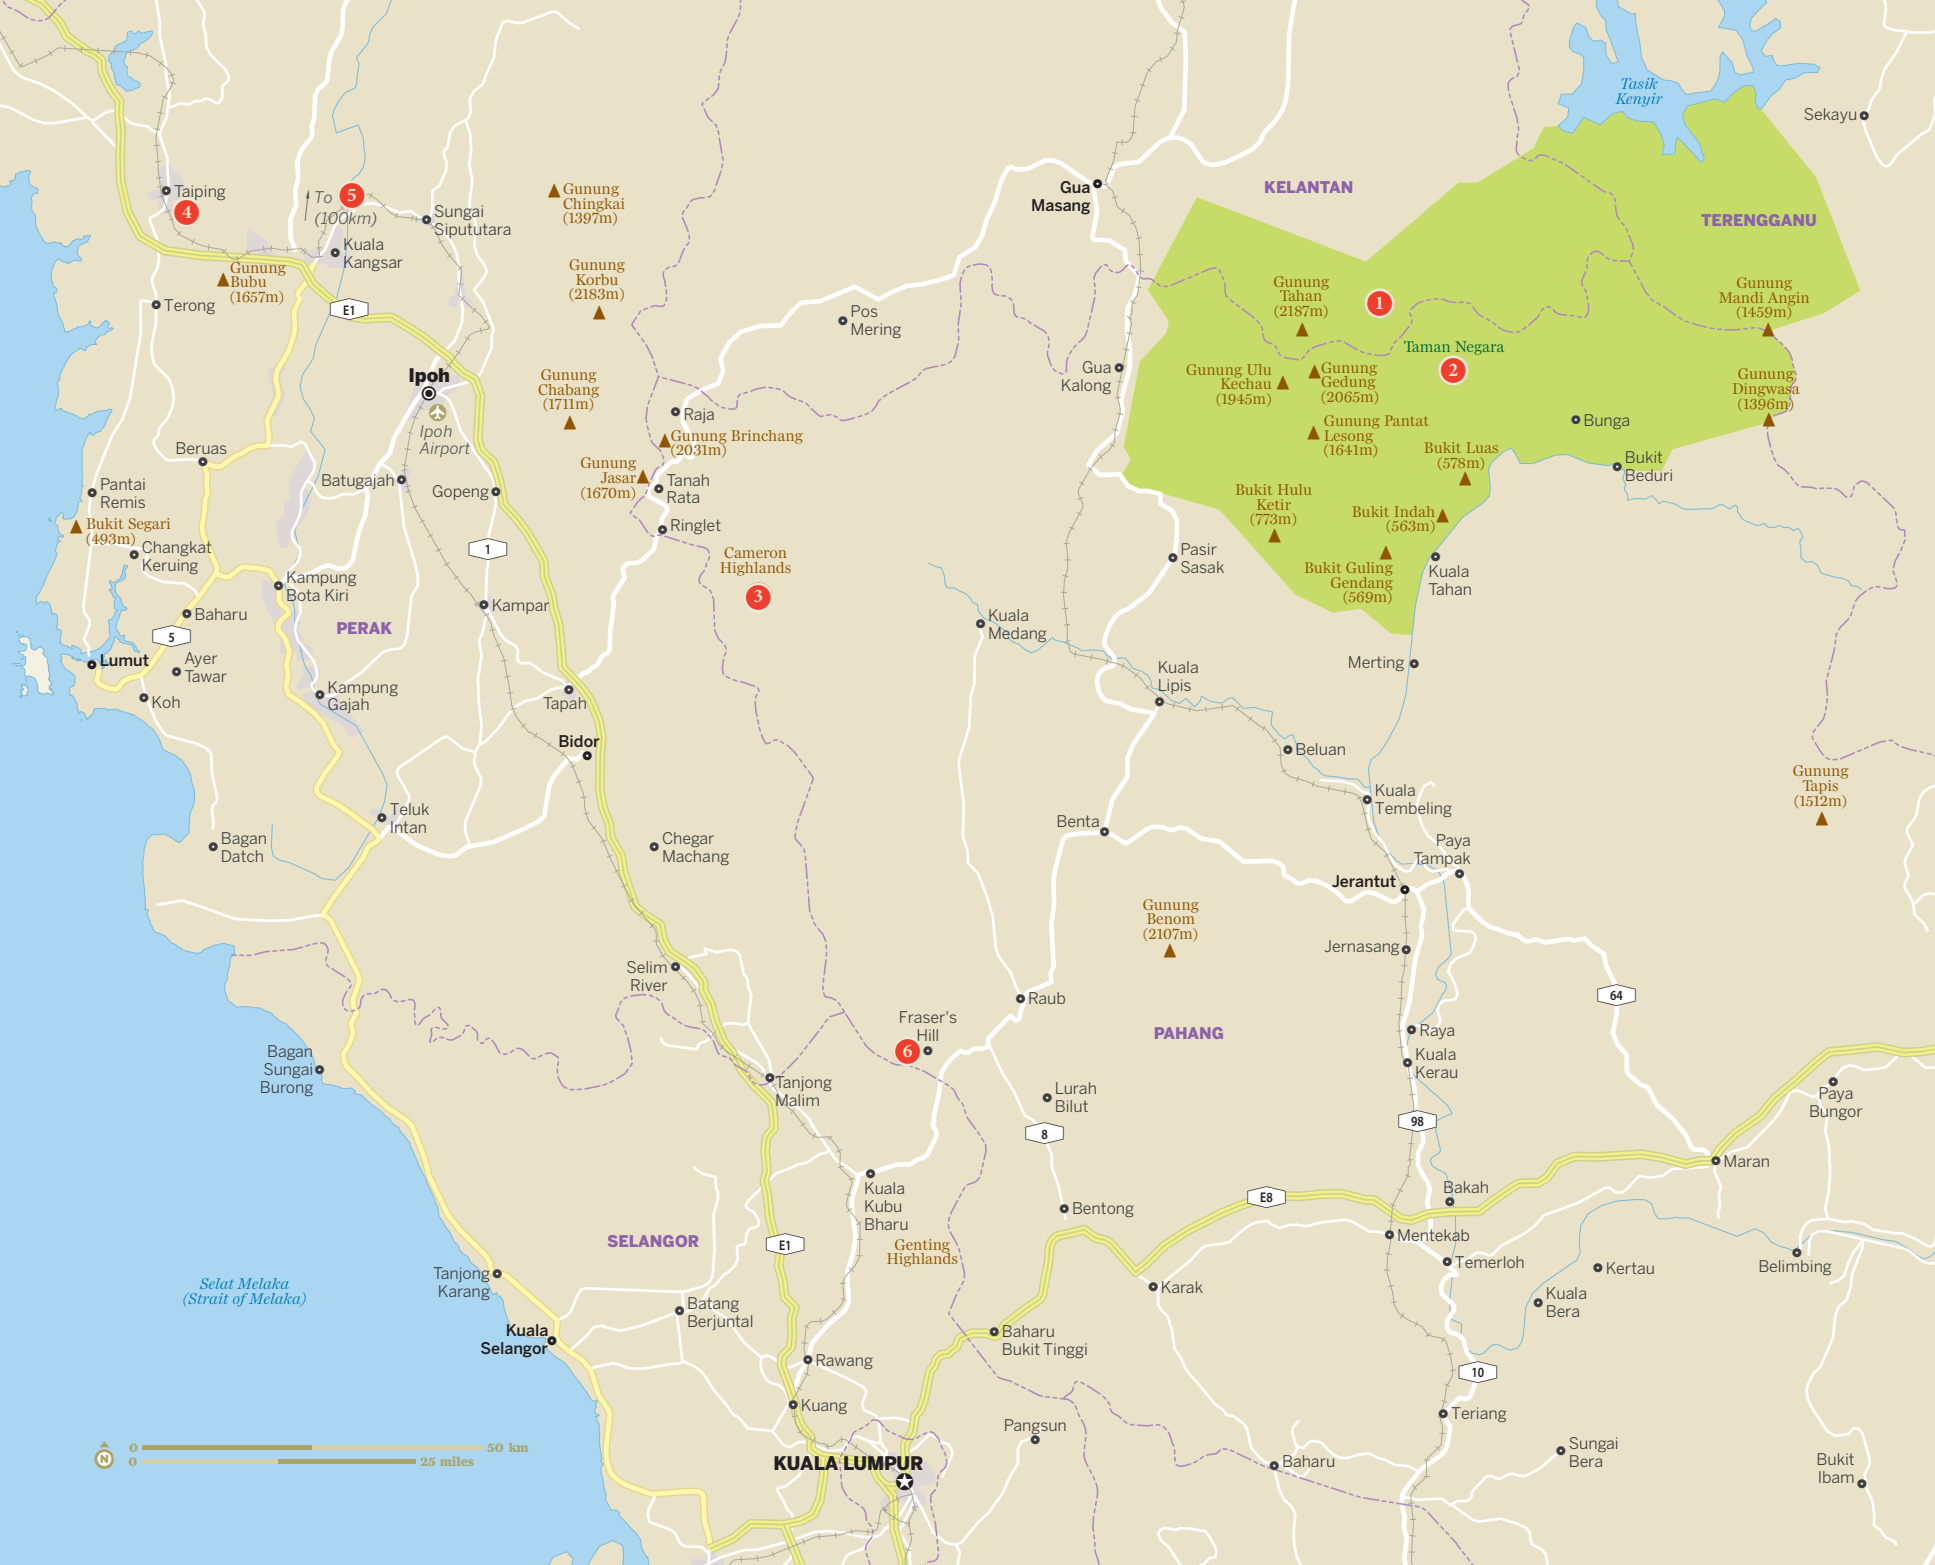 Tasik
Kenyir
Sekayu
KELANTAN
TERENGGANU
Gua
Masang
Taiping
4
To
(100km)
5
Sungai
Sipututara
Kuala
Kangsar
Gunung
Chingkai
(1397m)
Gunung
Bubu
(1657m)
Terong
E1
Gunung
Korbu
(2183m)
Pos
Mering
Gunung
Tahan
(2187m)
1
Gunung
Mandi Angin
(1459m)
Taman Negara
2
Gua
Kalong
Gunung Ulu
Kechau
(1945m)
Gunung
Gedung
(2065m)
Gunung
Dingwasa
(1396m)
Ipoh
Ipoh
Airport
Gunung
Chabang
(1711m)
Raja
Gunung Brinchang
(2031m)
Gunung
Jasar
(1670m)
Tanah
Rata
Ringlet
Gunung Pantat
Lesong
(1641m)
Bukit Luas
(578m)
Bunga
Bukit
Beduri
Beruas
Batugajah
Gopeng
Pantai
Remis
Bukit Segari
(493m)
Changkat
Keruing
Bukit Hulu
Ketir
(773m)
Bukit Indah
(563m)
Bukit Guling
Gendang
(569m)
Kuala
Tahan
Pasir
Sasak
1
Cameron
Highlands
3
Kampung
Bota Kiri
Kampar
Baharu
5
PERAK
Kuala
Medang
Lumut
Ayer
Tawar
Koh
Kampung
Gajah
Tapah
Merting
Kuala
Lipis
Bidor
Beluan
Gunung
Tapis
(1512m)
Kuala
Tembeling
Teluk
Intan
Bagan
Datch
Chegar
Machang
Benta
Paya
Tampak
Jerantut
Gunung
Benom
(2107m)
Jernasang
Selim
River
Raub
64
Fraser's
Hill
6
PAHANG
Raya
Kuala
Kerau
Bagan
Sungai
Burong
Tanjong
Malim
Lurah
Bilut
8
98
Paya
Bungor
Maran
Kuala
Kubu
Bharu
Bentong
E8
Bakah
Mentekab
Temerloh
SELANGOR
E1
Genting
Highlands
Kertau
Belimbing
Tanjong
Karang
Selat Melaka
(Strait of Melaka)
Batang
Berjuntal
Karak
Kuala
Bera
Kuala
Selangor
Baharu
Bukit Tinggi
Rawang
10
Kuang
Teriang
Pangsun
Baharu
Sungai
Bera
Bukit
Ibam
KUALA LUMPUR
N
0
50 km
0
25 miles